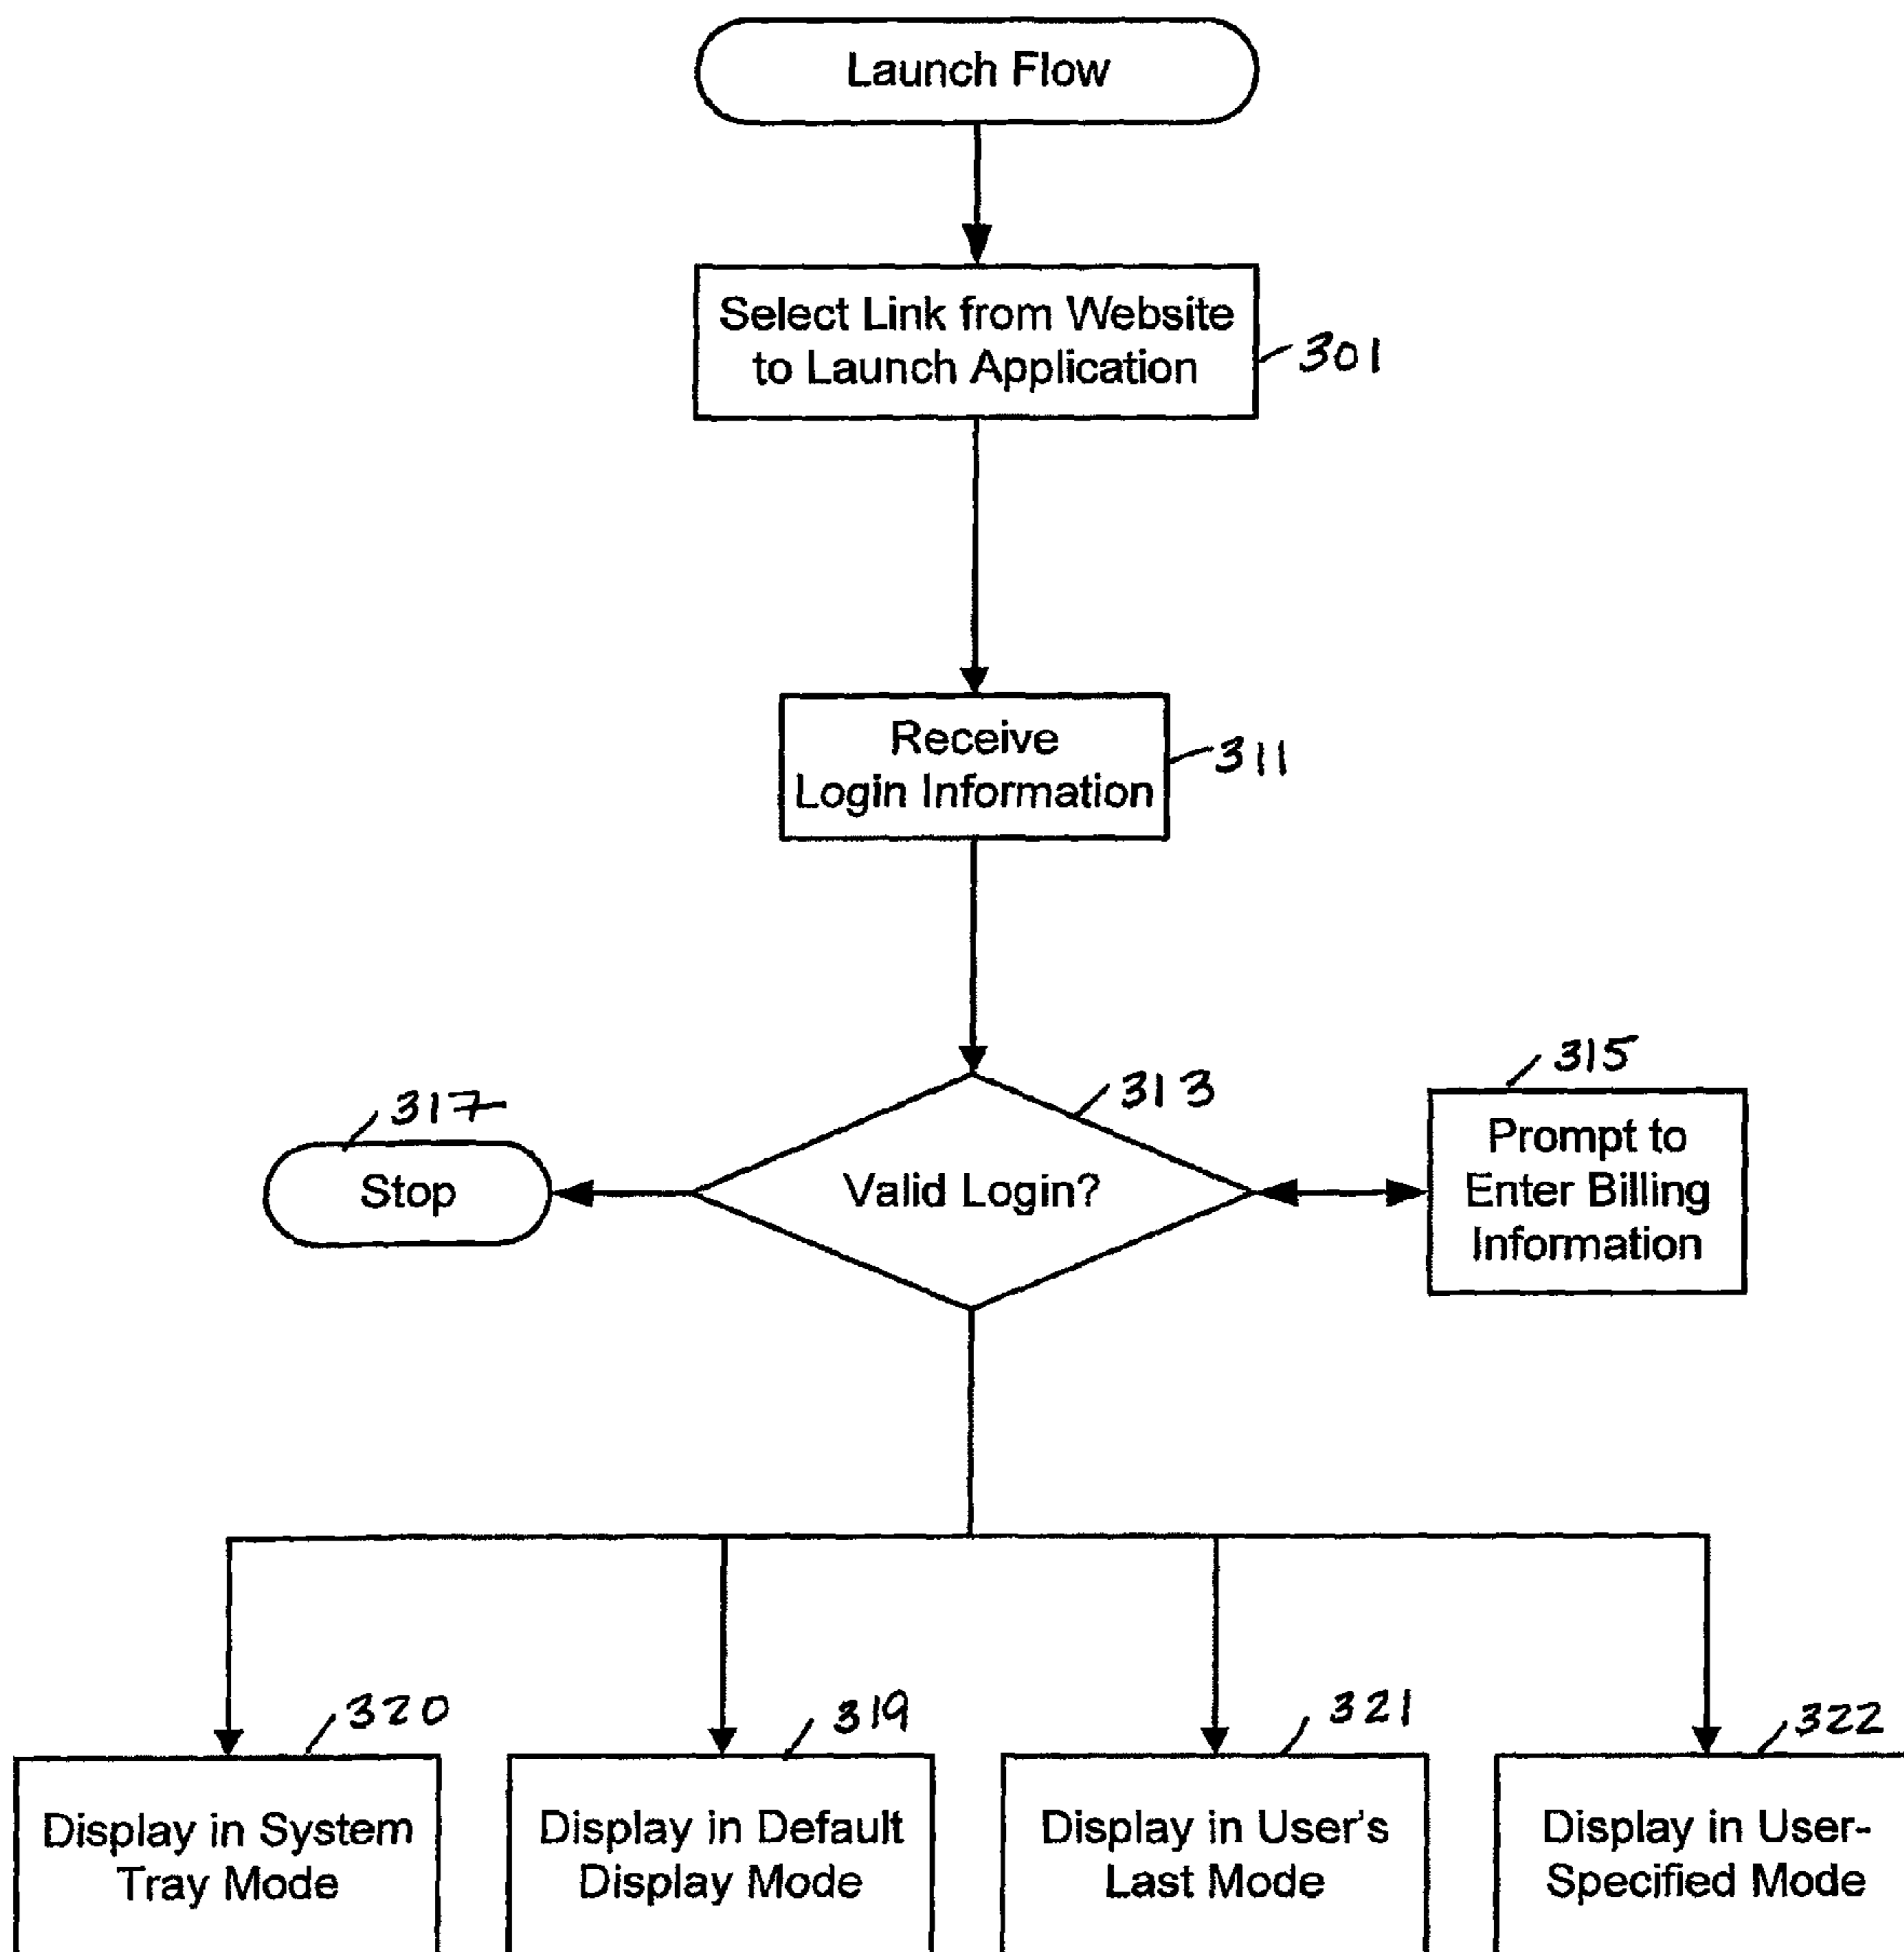 Launch Flow
Select Link from Website
to Launch Application
301
Receive
Login Information
311
317
Stop
313
Valid Login?
315
Prompt to
Enter Billing
Information
320
Display in System
Tray Mode
319
Display in Default
Display Mode
321
Display in User's
Last Mode
322
Display in User-
Specified Mode